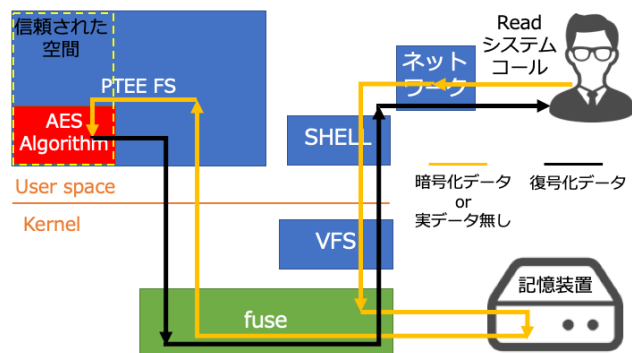 信頼された
空間
PTEE FS
AES
Algorithm
User space
Kernel
ネット
ワーク
SHELL
VFS
fuse
Read
システム
コール
暗号化データ
or
実データ無し
復号化データ
記憶装置